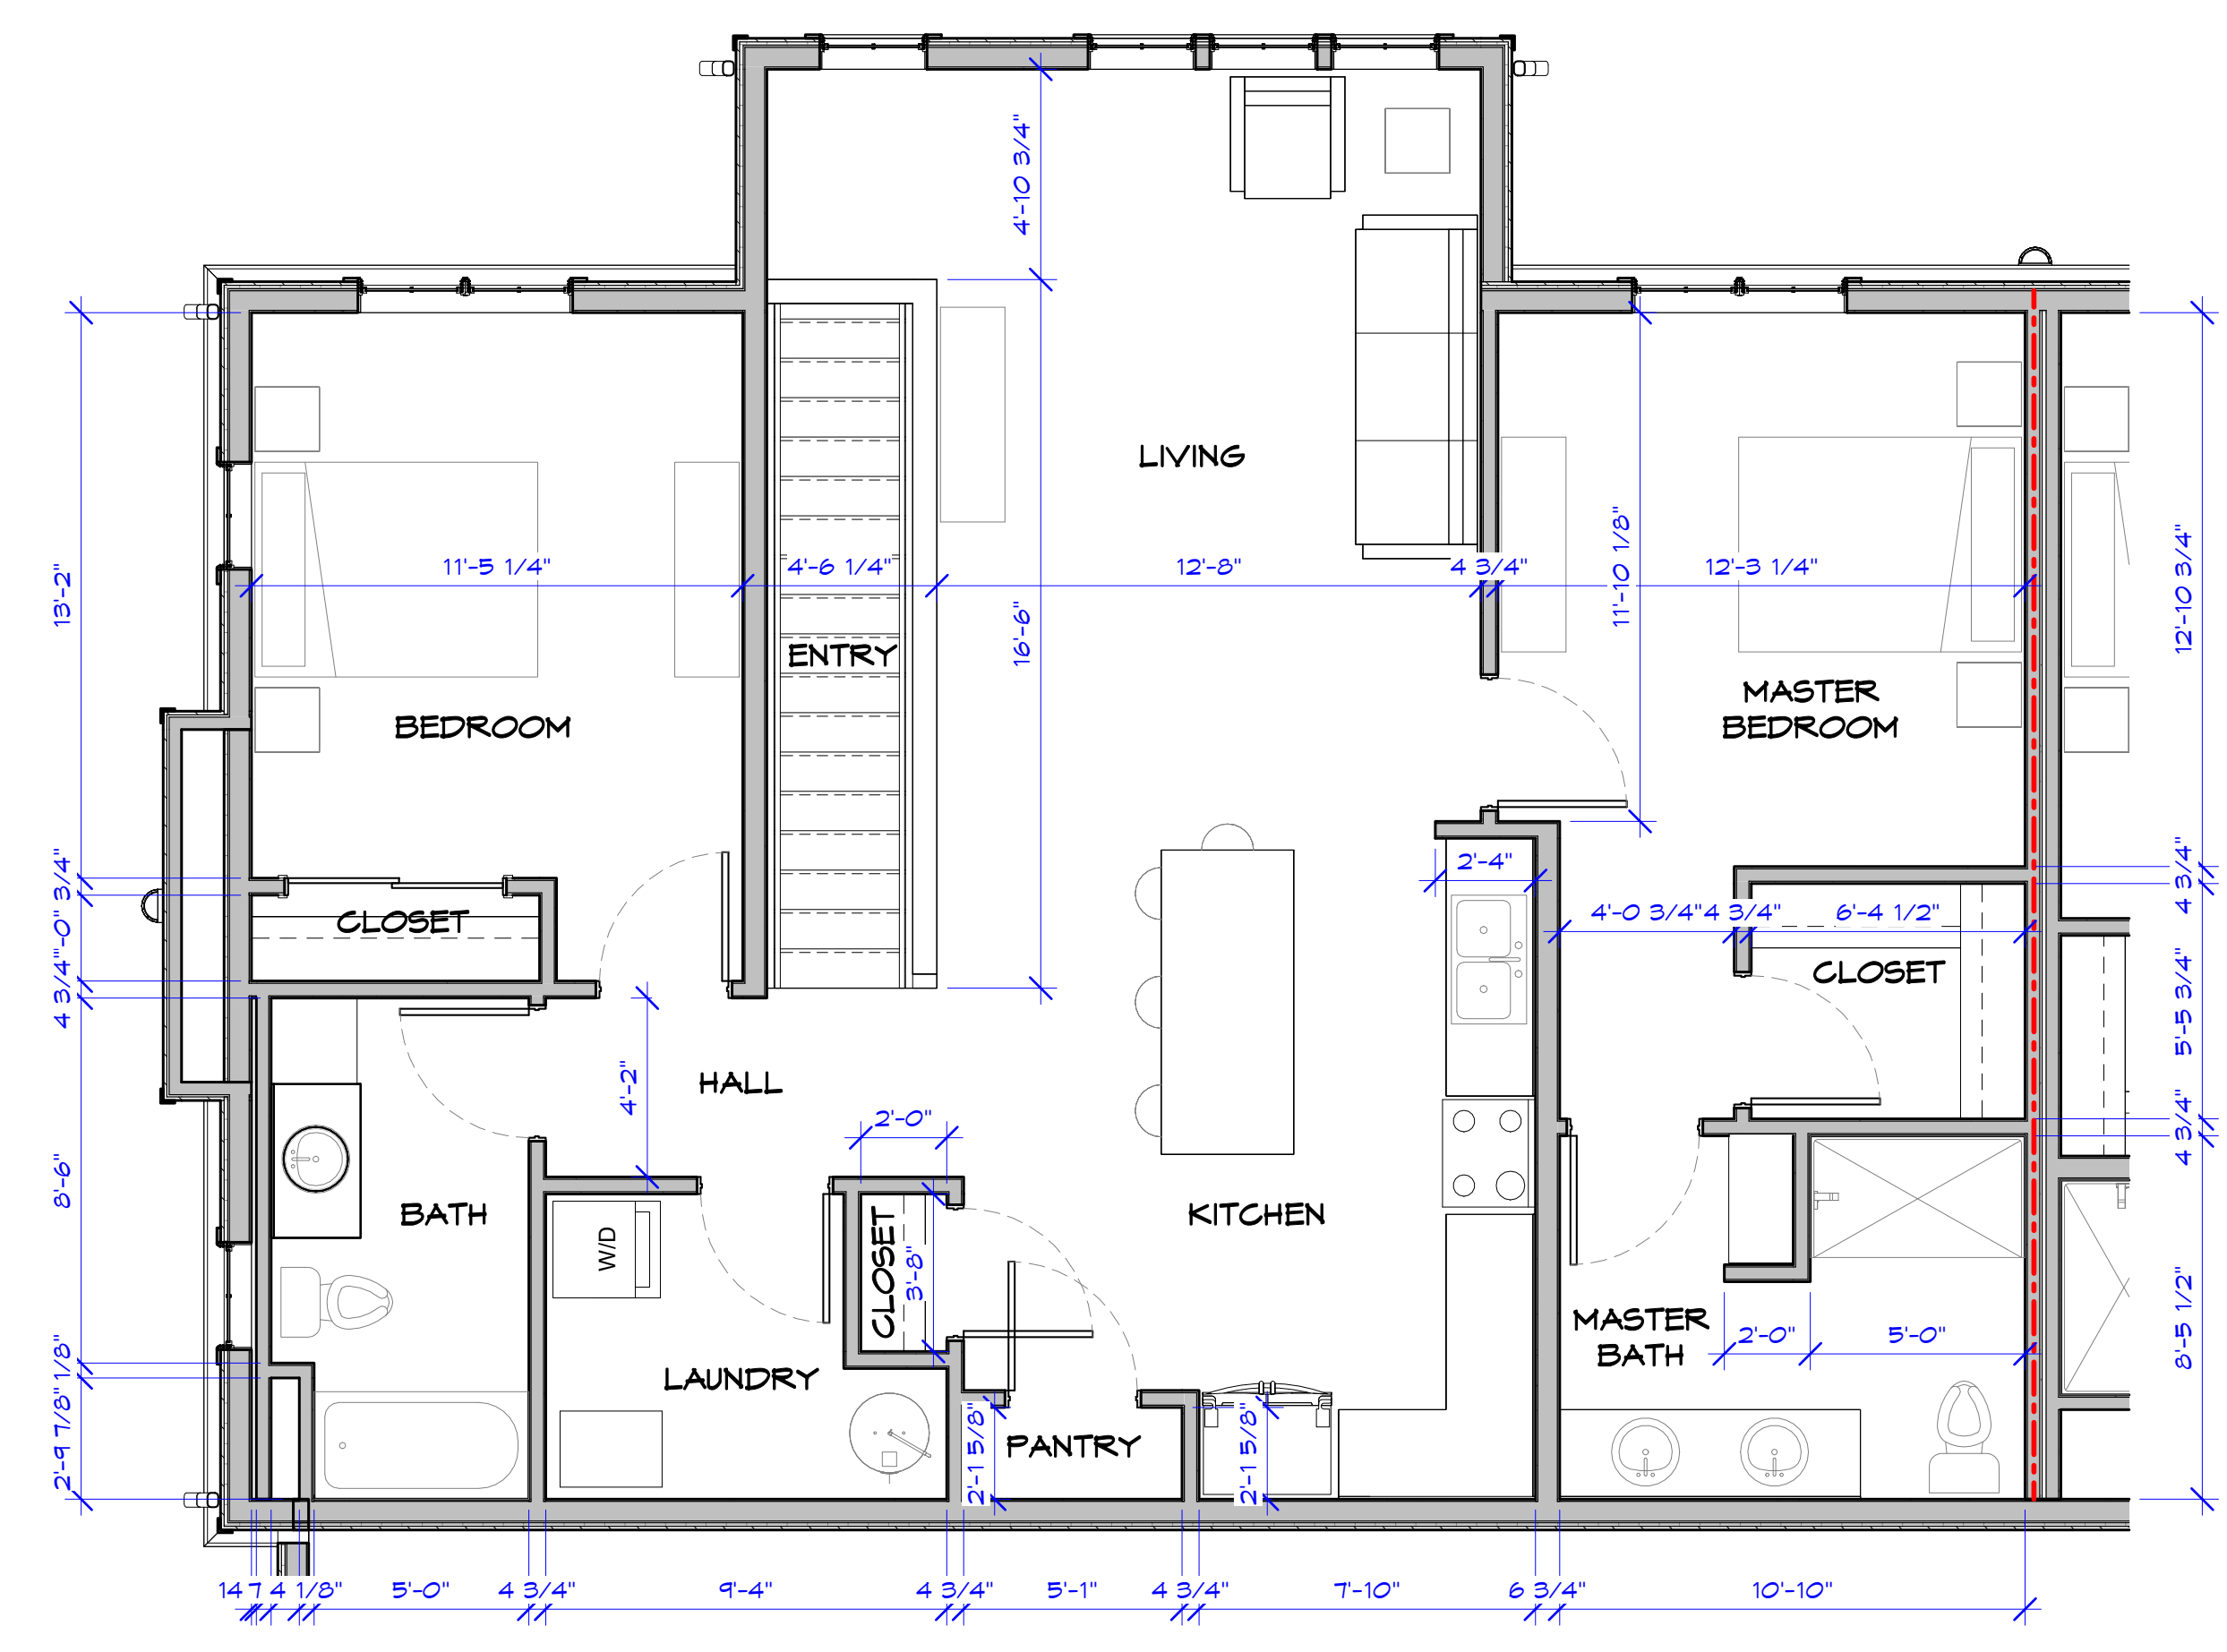 4'-10 3/4"
LIVING
11'-5 1/4"
4'-6 1/4"
12'-8"
4 3/4"
11'-10 1/8"
12'-3 1/4"
13'-2"
16'-6"
12'-10 3/4"
ENTRY
BEDROOM
MASTER
BEDROOM
2'-4"
4 3/4"
4 3/4"
CLOSET
4'-0 3/4"
4 3/4"
6'-4 1/2"
CLOSET
4 3/4"
5'-5 3/4"
HALL
4'-2"
2'-0"
4 3/4"
8'-6"
BATH
W/D
CLOSET
3'-8"
KITCHEN
MASTER
BATH
2'-0"
5'-0"
8'-5 1/2"
LAUNDRY
2'-9 7/8"
2'-1 5/8"
PANTRY
2'-1 5/8"
4 1/8"
5'-0"
4 3/4"
9'-4"
4 3/4"
5'-1"
4 3/4"
7'-10"
6 3/4"
10'-10"